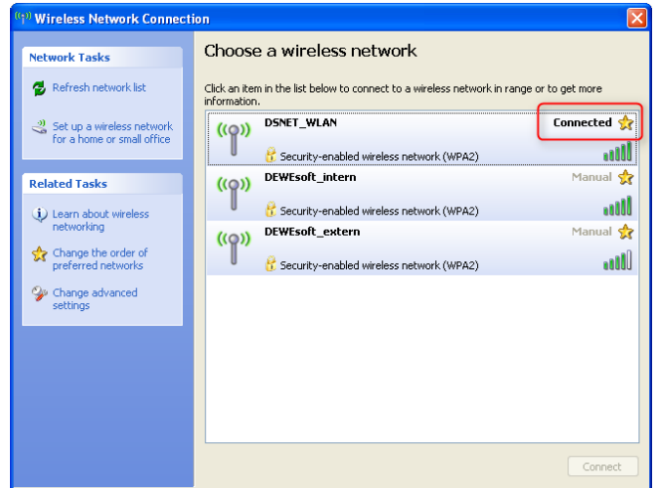 Wireless Network Connection
Network Tasks
Refresh network list
Set up a wireless network
for a home or small office
Related Tasks
Learn about wireless
networking
Change the order of
preferred networks
Change advanced
settings
Choose a wireless network
Click an item in the list below to connect to a wireless network in range or to get more
information.
DSNET_WLAN Connected
Security-enabled wireless network (WPA2)
DEWEsoft_intern Manual
Security-enabled wireless network (WPA2)
DEWEsoft_extern Manual
Security-enabled wireless network (WPA2)
Connect